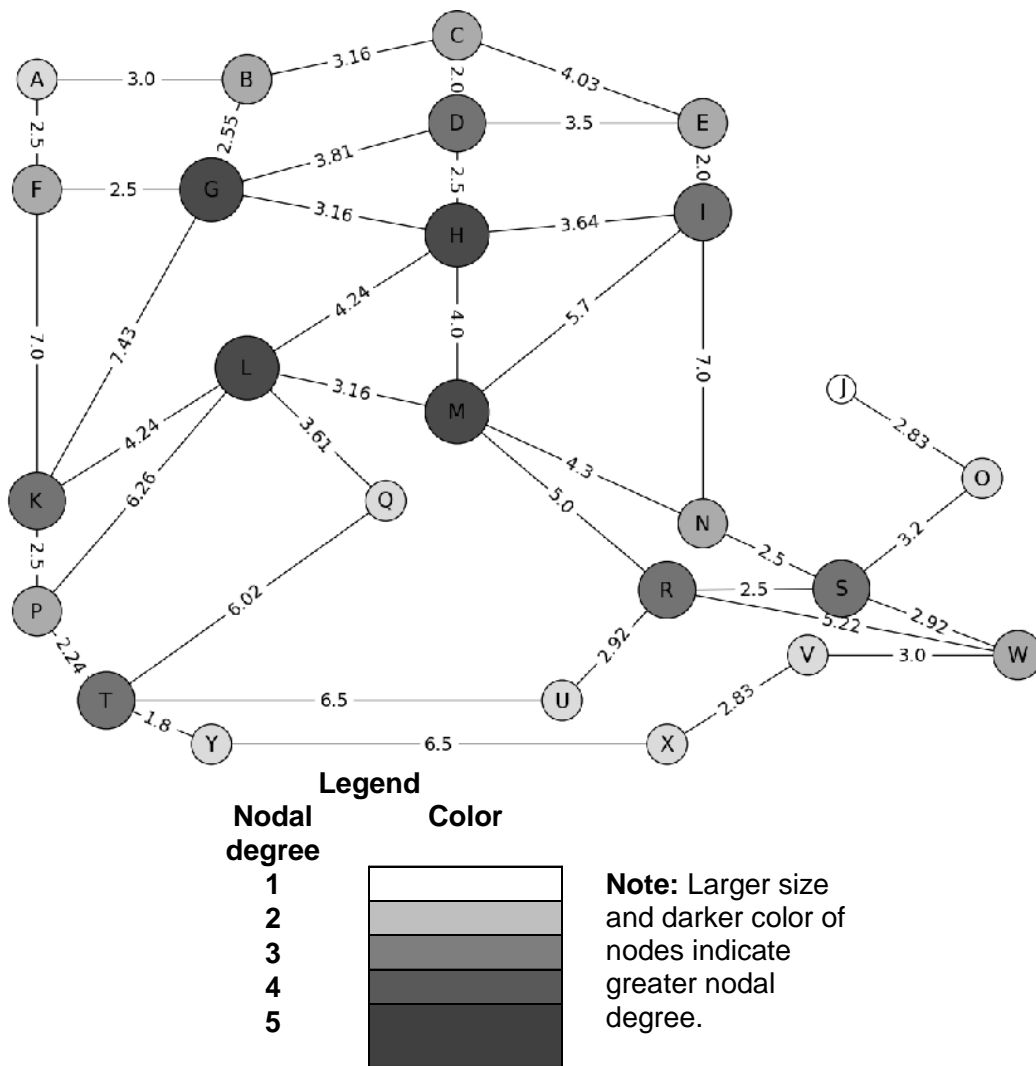 C
A 3.0 B 3.16 4.03
2.0
2.5 2.55 D 3.5 E
3.81 2.0
F 2.5 G 2.5
3.16 H 3.64 I
4.24 4.0 5.7
7.0 7.43 7.0
L 3.16 M J
4.24 3.61 2.83
6.26 4.3 O
K Q 5.0 N 3.2
2.5 2.5
P 6.02 R 2.5 S
2.24 2.92 5.22 2.92
V 3.0 W
T 6.5 U 2.83
1.8 Y 6.5 X
Legend
Nodal degree Color
1
2
3
4
5
Note: Larger size
and darker color of
nodes indicate
greater nodal
degree.